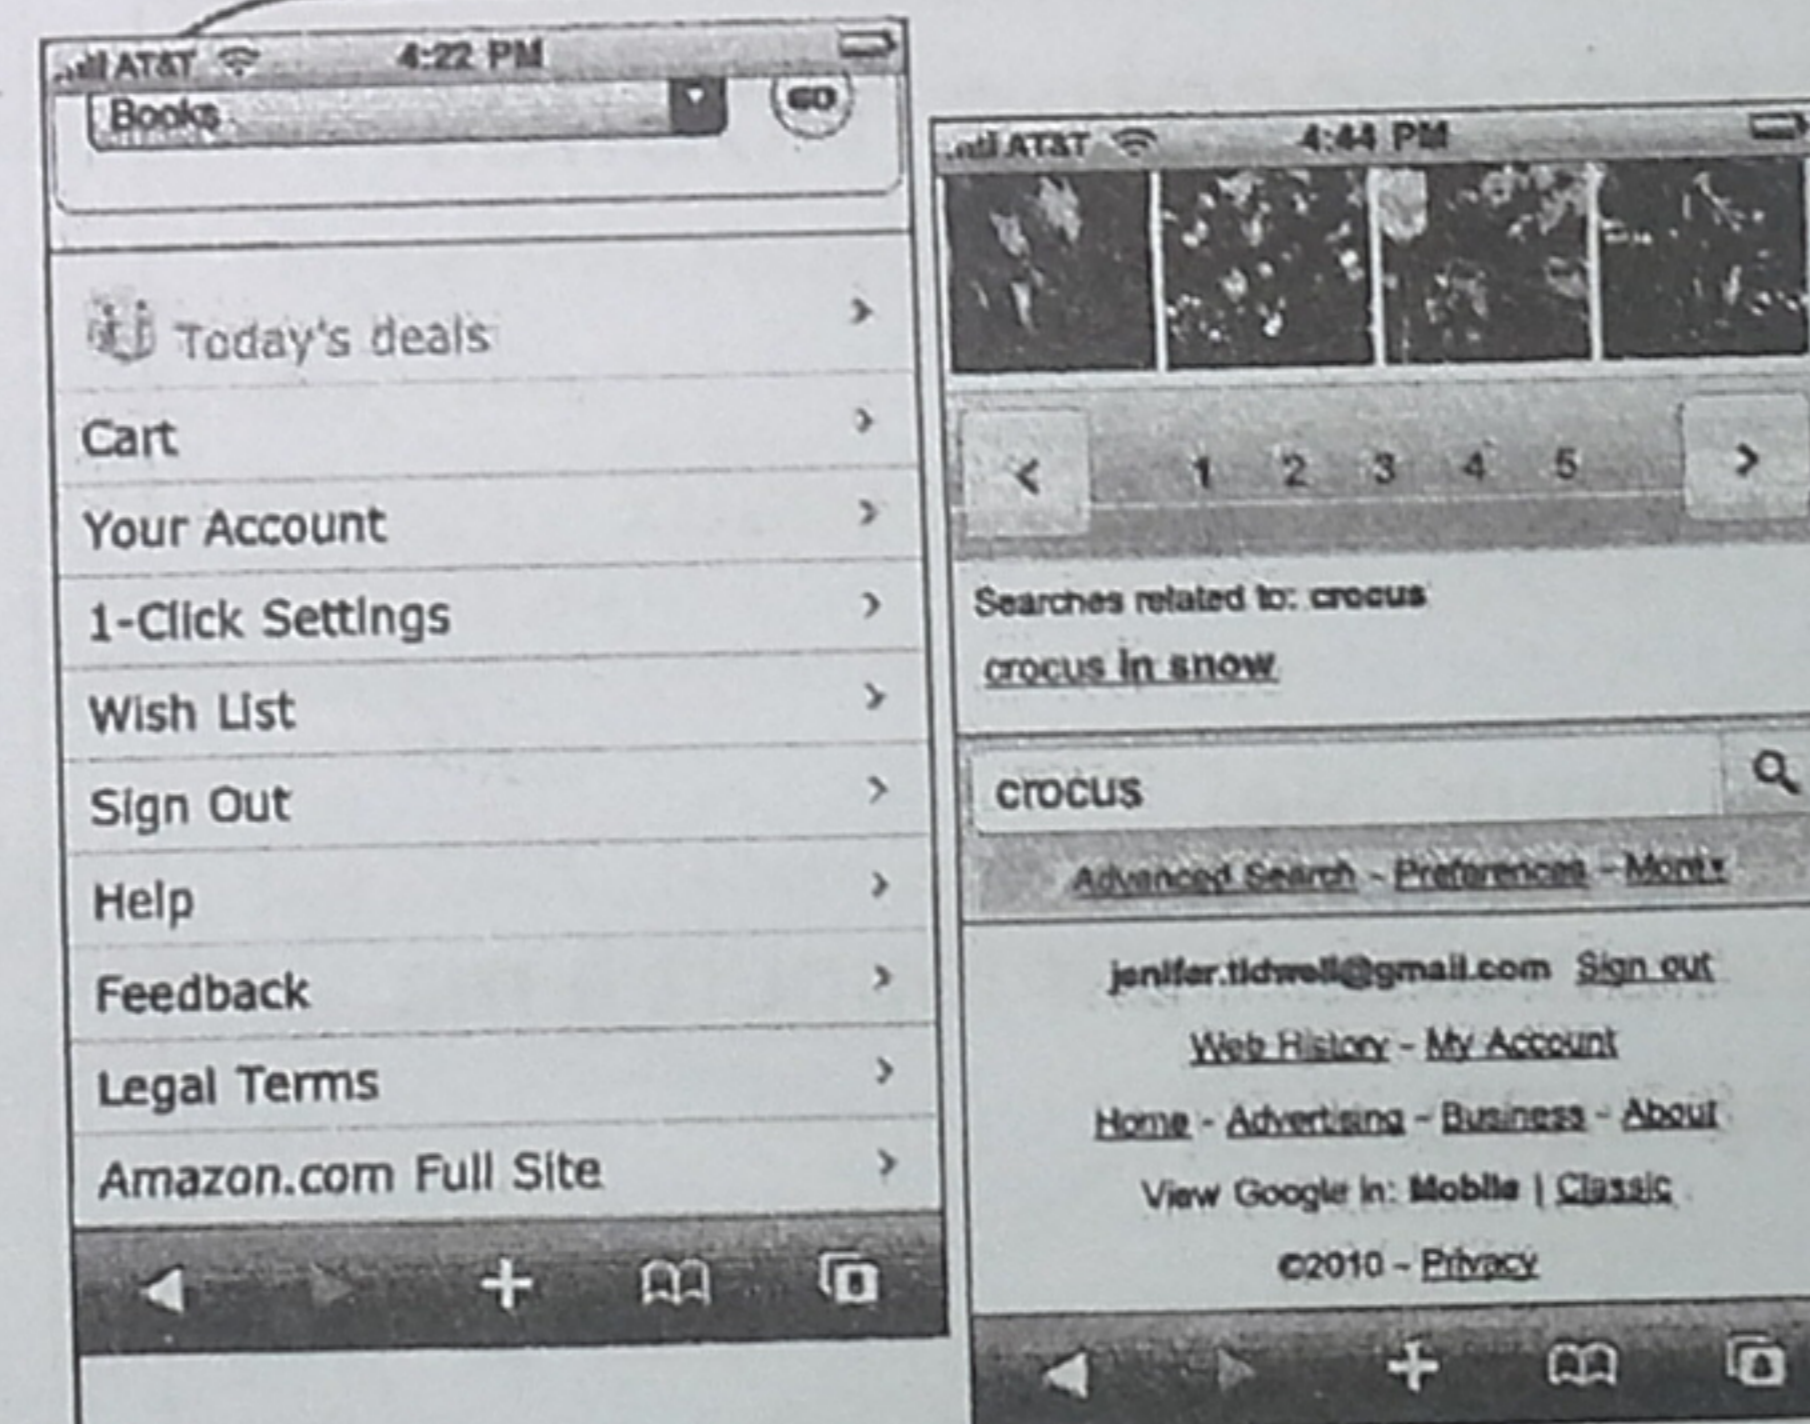 AT&T 4:22 PM
Books
GO
Today's deals
Cart
Your Account
1-Click Settings
Wish List
Sign Out
Help
Feedback
Legal Terms
Amazon.com Full Site
AT&T 4:44 PM
< 1 2 3 4 5 >
Searches related to: crocus
crocus in snow
crocus
Advanced Search - Preferences - More▼
jenifer.tidwell@gmail.com Sign out
Web History - My Account
Home - Advertising - Business - About
View Google in: Mobile | Classic
©2010 - Privacy